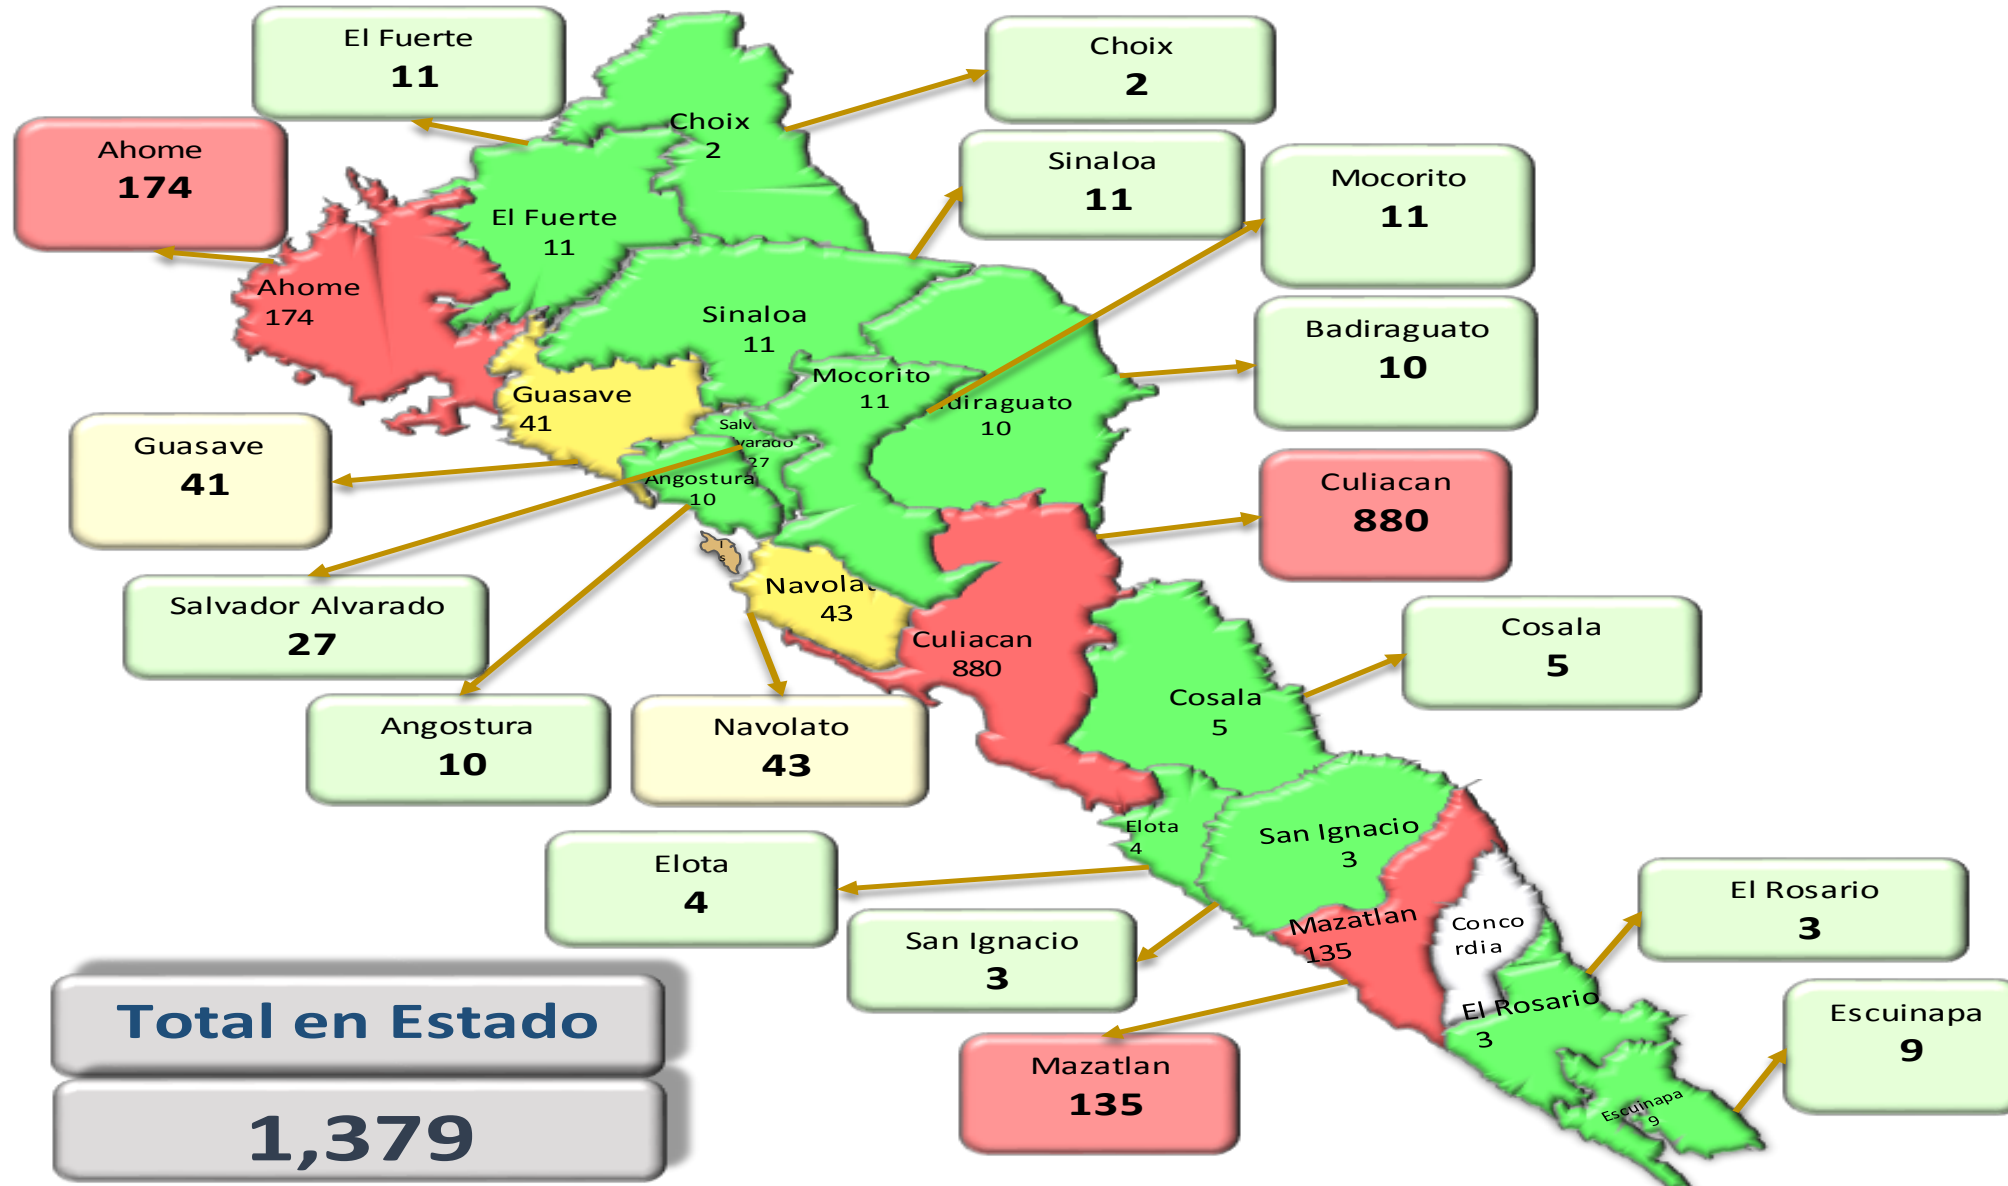 El Fuerte
11
Choix
2
Ahome
174
Sinaloa
11
Mocorito
11
Badiraguato
10
Guasave
41
Culiacan
880
Salvador Alvarado
27
Cosala
5
Angostura
10
Navolato
43
Elota
4
San Ignacio
3
El Rosario
3
Escuinapa
9
Mazatlan
135
Choix
2
El Fuerte
11
Ahome
174
Sinaloa
11
Mocorito
11
diraguato
10
Guasave
41
Salv
varado
27
Angostura
10
Navolat
43
Culiacan
880
Cosala
5
Elota
4
San Ignacio
3
Mazatlan
135
Conco
rdia
El Rosario
3
Escuinapa
9
Total en Estado
1,379